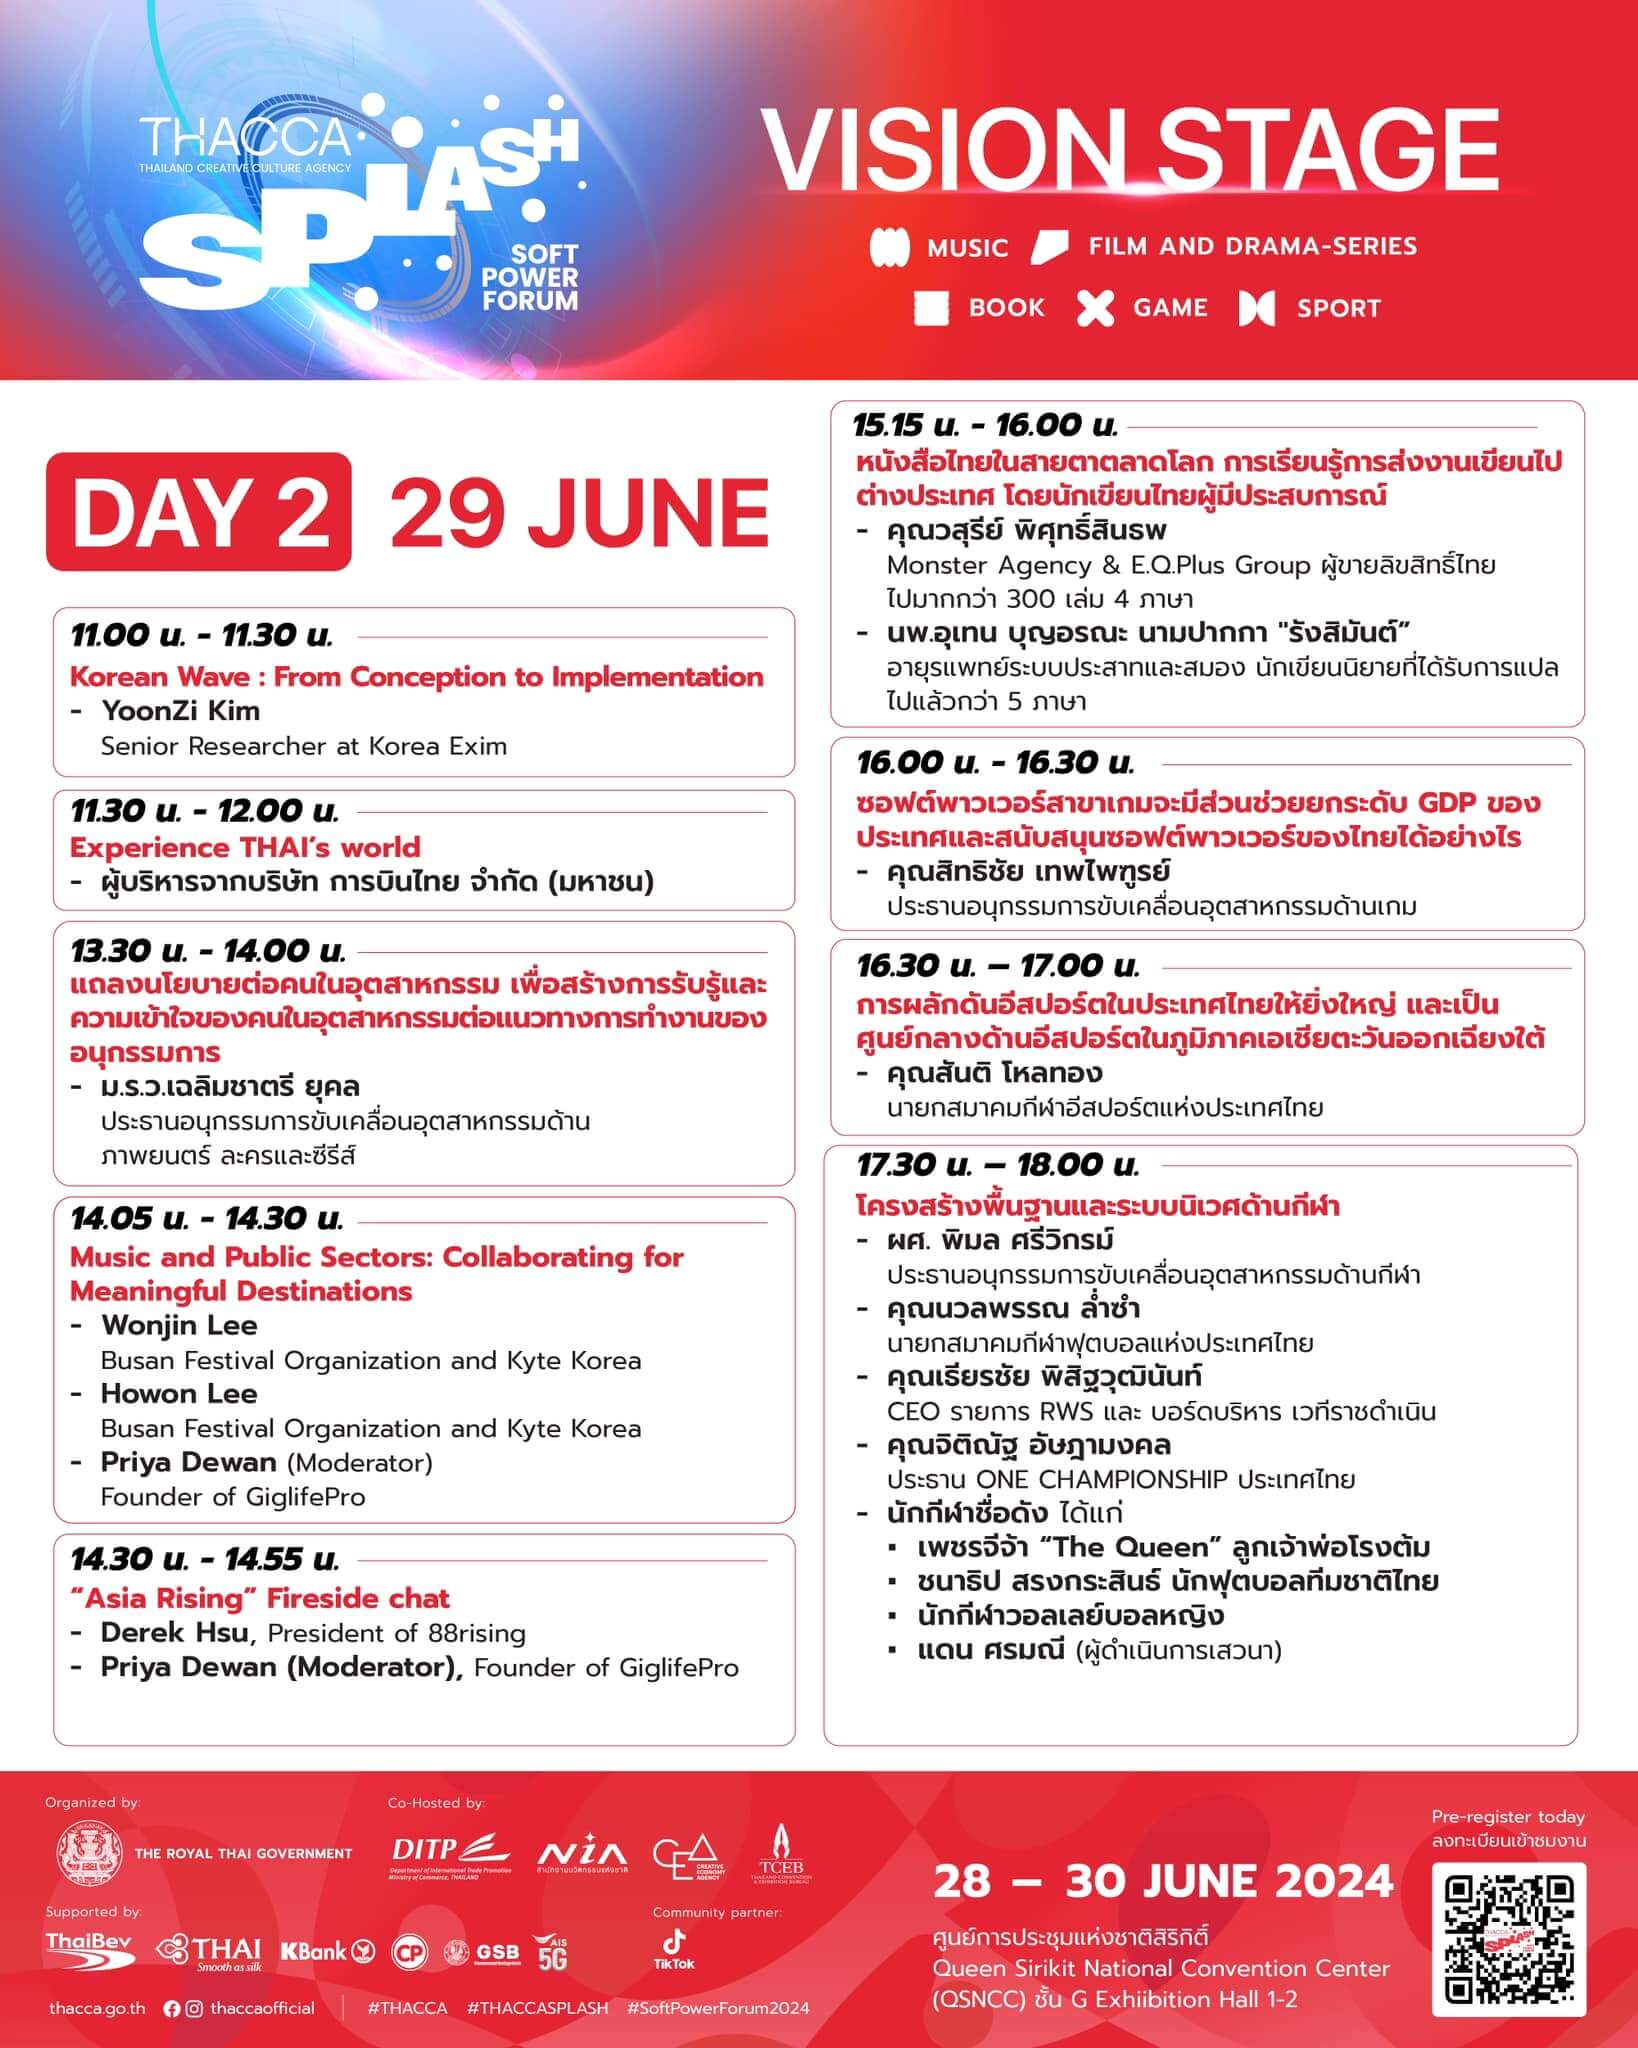 THACCA
THAILAND CREATIVE CULTURE AGENCY
SPLASH
SOFT
POWER
FORUM
VISION STAGE
MUSIC FILM AND DRAMA-SERIES
BOOK GAME SPORT
DAY 2 29 JUNE
11.00 น. - 11.30 น.
Korean Wave : From Conception to Implementation
- YoonZi Kim
Senior Researcher at Korea Exim
11.30 น. - 12.00 น.
Experience THAI’s world
- ผู้บริหารจากบริษัท การบินไทย จำกัด (มหาชน)
13.30 น. - 14.00 น.
แถลงนโยบายต่อคนในอุตสาหกรรม เพื่อสร้างการรับรู้และ
ความเข้าใจของคนในอุตสาหกรรมต่อแนวทางการทำงานของ
อนุกรรมการ
- ม.ร.ว.เฉลิมชาตรี ยุคล
ประธานอนุกรรมการขับเคลื่อนอุตสาหกรรมด้าน
ภาพยนตร์ ละครและซีรีส์
14.05 น. - 14.30 น.
Music and Public Sectors: Collaborating for
Meaningful Destinations
- Wonjin Lee
Busan Festival Organization and Kyte Korea
- Howon Lee
Busan Festival Organization and Kyte Korea
- Priya Dewan (Moderator)
Founder of GiglifePro
14.30 น. - 14.55 น.
“Asia Rising” Fireside chat
- Derek Hsu, President of 88rising
- Priya Dewan (Moderator), Founder of GiglifePro
15.15 น. - 16.00 น.
หนังสือไทยในสายตาตลาดโลก การเรียนรู้การส่งงานเขียนไป
ต่างประเทศ โดยนักเขียนไทยผู้มีประสบการณ์
- คุณวสุรีย์ พิศุทธิ์สินธพ
Monster Agency & E.Q.Plus Group ผู้ขายลิขสิทธิ์ไทย
ไปมากกว่า 300 เล่ม 4 ภาษา
- นพ.อุเทน บุญอรณะ นามปากกา "รังสิมันต์”
อายุรแพทย์ระบบประสาทและสมอง นักเขียนนิยายที่ได้รับการแปล
ไปแล้วกว่า 5 ภาษา
16.00 น. - 16.30 น.
ซอฟต์พาวเวอร์สาขาเกมจะมีส่วนช่วยยกระดับ GDP ของ
ประเทศและสนับสนุนซอฟต์พาวเวอร์ของไทยได้อย่างไร
- คุณสิทธิชัย เทพไพฑูรย์
ประธานอนุกรรมการขับเคลื่อนอุตสาหกรรมด้านเกม
16.30 น. – 17.00 น.
การผลักดันอีสปอร์ตในประเทศไทยให้ยิ่งใหญ่ และเป็น
ศูนย์กลางด้านอีสปอร์ตในภูมิภาคเอเชียตะวันออกเฉียงใต้
- คุณสันติ โหลทอง
นายกสมาคมกีฬาอีสปอร์ตแห่งประเทศไทย
17.30 น. – 18.00 น.
โครงสร้างพื้นฐานและระบบนิเวศด้านกีฬา
- ผศ. พิมล ศรีวิกรม์
ประธานอนุกรรมการขับเคลื่อนอุตสาหกรรมด้านกีฬา
- คุณนวลพรรณ ล่ำซำ
นายกสมาคมกีฬาฟุตบอลแห่งประเทศไทย
- คุณเธียรชัย พิสิฐวุฒินันท์
CEO รายการ RWS และ บอร์ดบริหาร เวทีราชดำเนิน
- คุณจิติณัฐ อัษฎามงคล
ประธาน ONE CHAMPIONSHIP ประเทศไทย
- นักกีฬาชื่อดัง ได้แก่
▪ เพชรจีจ้า “The Queen” ลูกเจ้าพ่อโรงต้ม
▪ ชนาธิป สรงกระสินธ์ นักฟุตบอลทีมชาติไทย
▪ นักกีฬาวอลเลย์บอลหญิง
▪ แดน ศรมณี (ผู้ดำเนินการเสวนา)
Organized by:
THE ROYAL THAI GOVERNMENT
Co-Hosted by:
DITP
Department of International Trade Promotion
Ministry of Commerce, THAILAND
NIA
สำนักงานนวัตกรรมแห่งชาติ
CEA
CREATIVE
ECONOMY
AGENCY
TCEB
THAILAND CONVENTION
& EXHIBITION BUREAU
Supported by:
ThaiBev
THAI
Smooth as silk
KBank
CP
GSB
AIS
5G
Community partner:
TikTok
thacca.go.th thaccaofficial #THACCA #THACCASPLASH #SoftPowerForum2024
28 – 30 JUNE 2024
ศูนย์การประชุมแห่งชาติสิริกิติ์
Queen Sirikit National Convention Center
(QSNCC) ชั้น G Exhiibition Hall 1-2
Pre-register today
ลงทะเบียนเข้าชมงาน
SPLASH